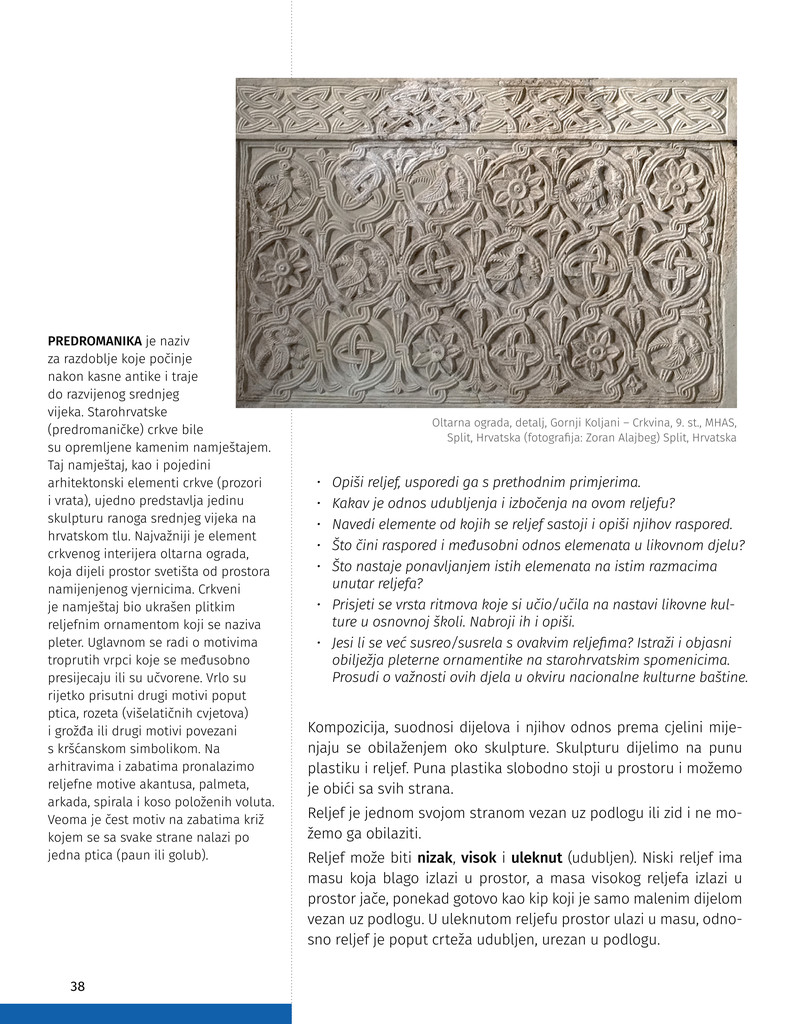 Oltarna ograda, detalj, Gornji Koljani – Crkvina, 9. st., MHAS,
Split, Hrvatska (fotografija: Zoran Alajbeg) Split, Hrvatska
PREDROMANIKA je naziv
za razdoblje koje počinje
nakon kasne antike i traje
do razvijenog srednjeg
vijeka. Starohrvatske
(predromaničke) crkve bile
su opremljene kamenim namještajem.
Taj namještaj, kao i pojedini
arhitektonski elementi crkve (prozori
i vrata), ujedno predstavlja jedinu
skulpturu ranoga srednjeg vijeka na
hrvatskom tlu. Najvažniji je element
crkvenog interijera oltarna ograda,
koja dijeli prostor svetišta od prostora
namijenjenog vjernicima. Crkveni
je namještaj bio ukrašen plitkim
reljefnim ornamentom koji se naziva
pleter. Uglavnom se radi o motivima
troprutih vrpci koje se međusobno
presijecaju ili su učvorene. Vrlo su
rijetko prisutni drugi motivi poput
ptica, rozeta (višelatičnih cvjetova)
i grožđa ili drugi motivi povezani
s kršćanskom simbolikom. Na
arhitravima i zabatima pronalazimo
reljefne motive akantusa, palmeta,
arkada, spirala i koso položenih voluta.
Veoma je čest motiv na zabatima križ
kojem se sa svake strane nalazi po
jedna ptica (paun ili golub).
· Opiši reljef, usporedi ga s prethodnim primjerima.
· Kakav je odnos udubljenja i izbočenja na ovom reljefu?
· Navedi elemente od kojih se reljef sastoji i opiši njihov raspored.
· Što čini raspored i međusobni odnos elemenata u likovnom djelu?
· Što nastaje ponavljanjem istih elemenata na istim razmacima
unutar reljefa?
· Prisjeti se vrsta ritmova koje si učio/učila na nastavi likovne kul-
ture u osnovnoj školi. Nabroji ih i opiši.
· Jesi li se već susreo/susrela s ovakvim reljefima? Istraži i objasni
obilježja pleterne ornamentike na starohrvatskim spomenicima.
Prosudi o važnosti ovih djela u okviru nacionalne kulturne baštine.
Kompozicija, suodnosi dijelova i njihov odnos prema cjelini mije-
njaju se obilaženjem oko skulpture. Skulpturu dijelimo na punu
plastiku i reljef. Puna plastika slobodno stoji u prostoru i možemo
je obići sa svih strana.
Reljef je jednom svojom stranom vezan uz podlogu ili zid i ne mo-
žemo ga obilaziti.
Reljef može biti nizak, visok i uleknut (udubljen). Niski reljef ima
masu koja blago izlazi u prostor, a masa visokog reljefa izlazi u
prostor jače, ponekad gotovo kao kip koji je samo malenim dijelom
vezan uz podlogu. U uleknutom reljefu prostor ulazi u masu, odno-
sno reljef je poput crteža udubljen, urezan u podlogu.
38